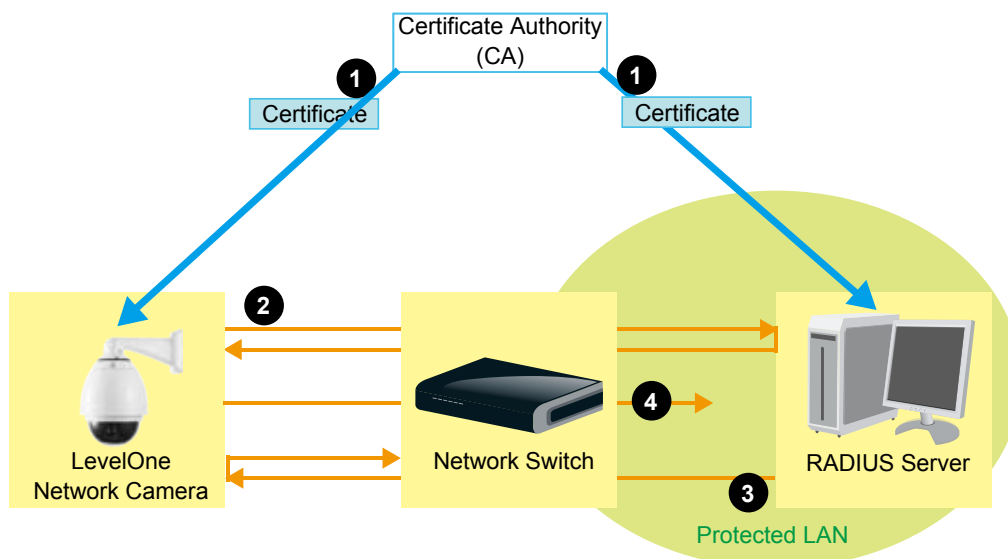 Certificate Authority
(CA)
1
1
Certificate
Certificate
2
4
LevelOne
Network Camera
Network Switch
RADIUS Server
3
Protected LAN